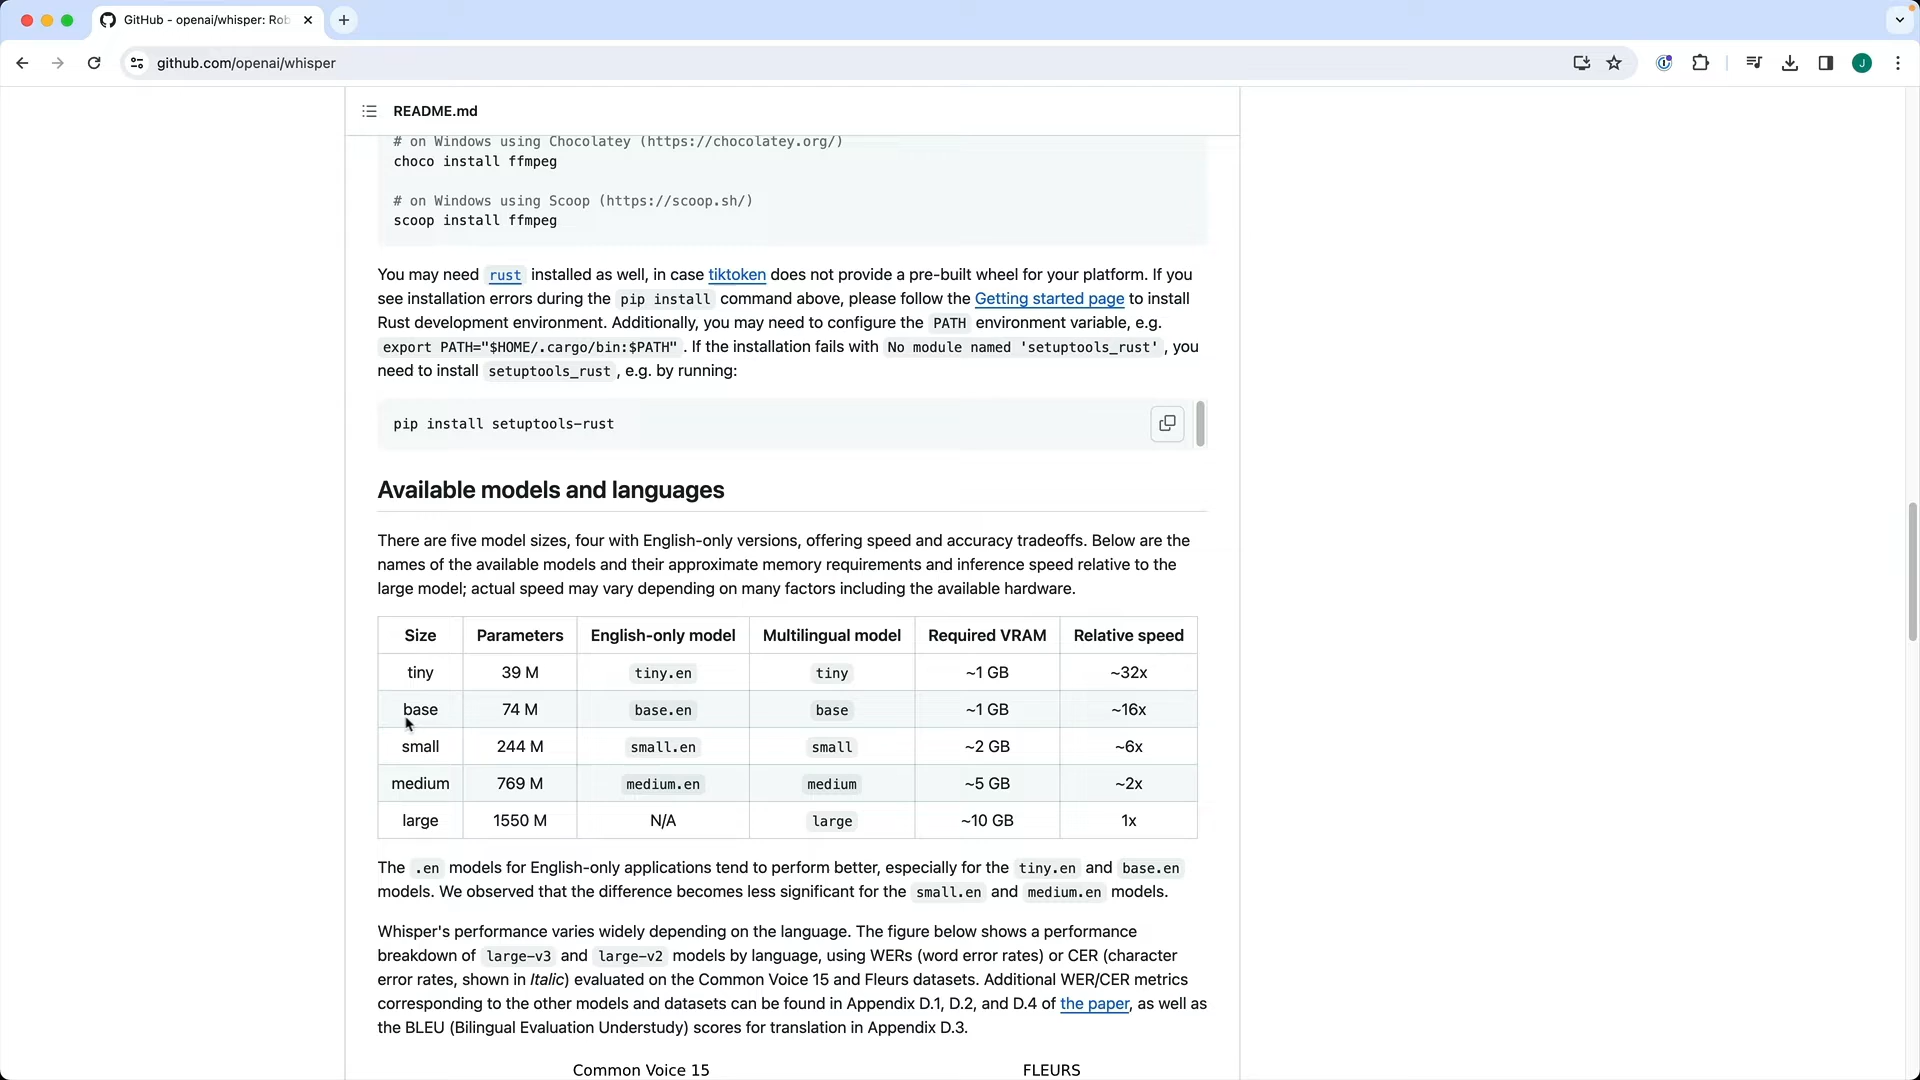 GitHub - openai/whisper: Rob
github.com/openai/whisper
J
README.md
# on Windows using Chocolatey (https://chocolatey.org/)
choco install ffmpeg
# on Windows using Scoop (https://scoop.sh/)
scoop install ffmpeg
You may need rust installed as well, in case tiktoken does not provide a pre-built wheel for your platform. If you
see installation errors during the pip install command above, please follow the Getting started page to install
Rust development environment. Additionally, you may need to configure the PATH environment variable, e.g.
export PATH="$HOME/.cargo/bin:$PATH" . If the installation fails with No module named 'setuptools_rust' , you
need to install setuptools_rust , e.g. by running:
pip install setuptools-rust
Available models and languages
There are five model sizes, four with English-only versions, offering speed and accuracy tradeoffs. Below are the
names of the available models and their approximate memory requirements and inference speed relative to the
large model; actual speed may vary depending on many factors including the available hardware.
Size Parameters English-only model Multilingual model Required VRAM Relative speed
tiny 39 M tiny.en tiny ~1 GB ~32x
base 74 M base.en base ~1 GB ~16x
small 244 M small.en small ~2 GB ~6x
medium 769 M medium.en medium ~5 GB ~2x
large 1550 M N/A large ~10 GB 1x
The .en models for English-only applications tend to perform better, especially for the tiny.en and base.en
models. We observed that the difference becomes less significant for the small.en and medium.en models.
Whisper's performance varies widely depending on the language. The figure below shows a performance
breakdown of large-v3 and large-v2 models by language, using WERs (word error rates) or CER (character
error rates, shown in Italic) evaluated on the Common Voice 15 and Fleurs datasets. Additional WER/CER metrics
corresponding to the other models and datasets can be found in Appendix D.1, D.2, and D.4 of the paper, as well as
the BLEU (Bilingual Evaluation Understudy) scores for translation in Appendix D.3.
Common Voice 15 FLEURS